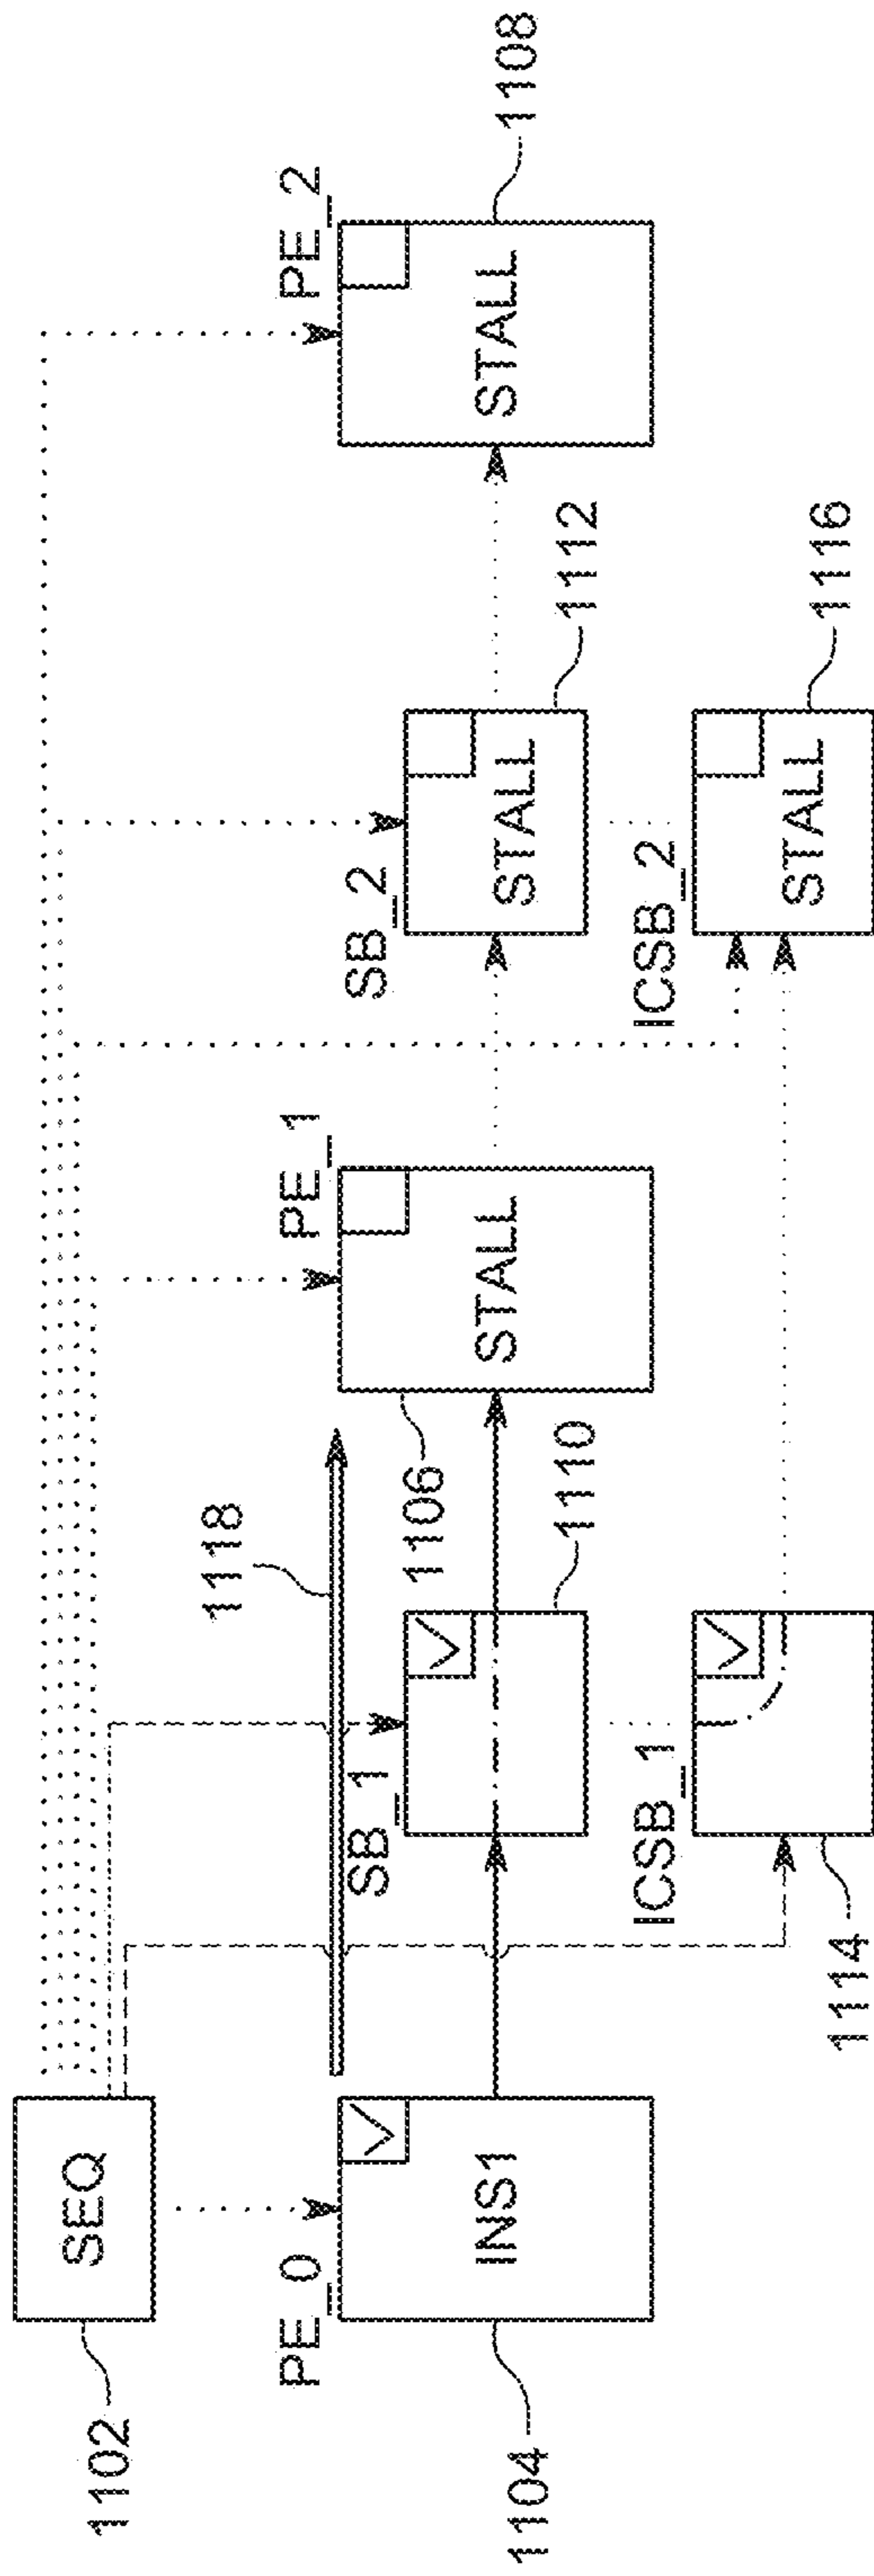 SEQ
1102
PE_0
V
INS1
1104
1118
SB_1
V
1110
ICSB_1
V
1114
PE_1
STALL
1106
SB_2
STALL
1112
ICSB_2
STALL
1116
PE_2
STALL
1108